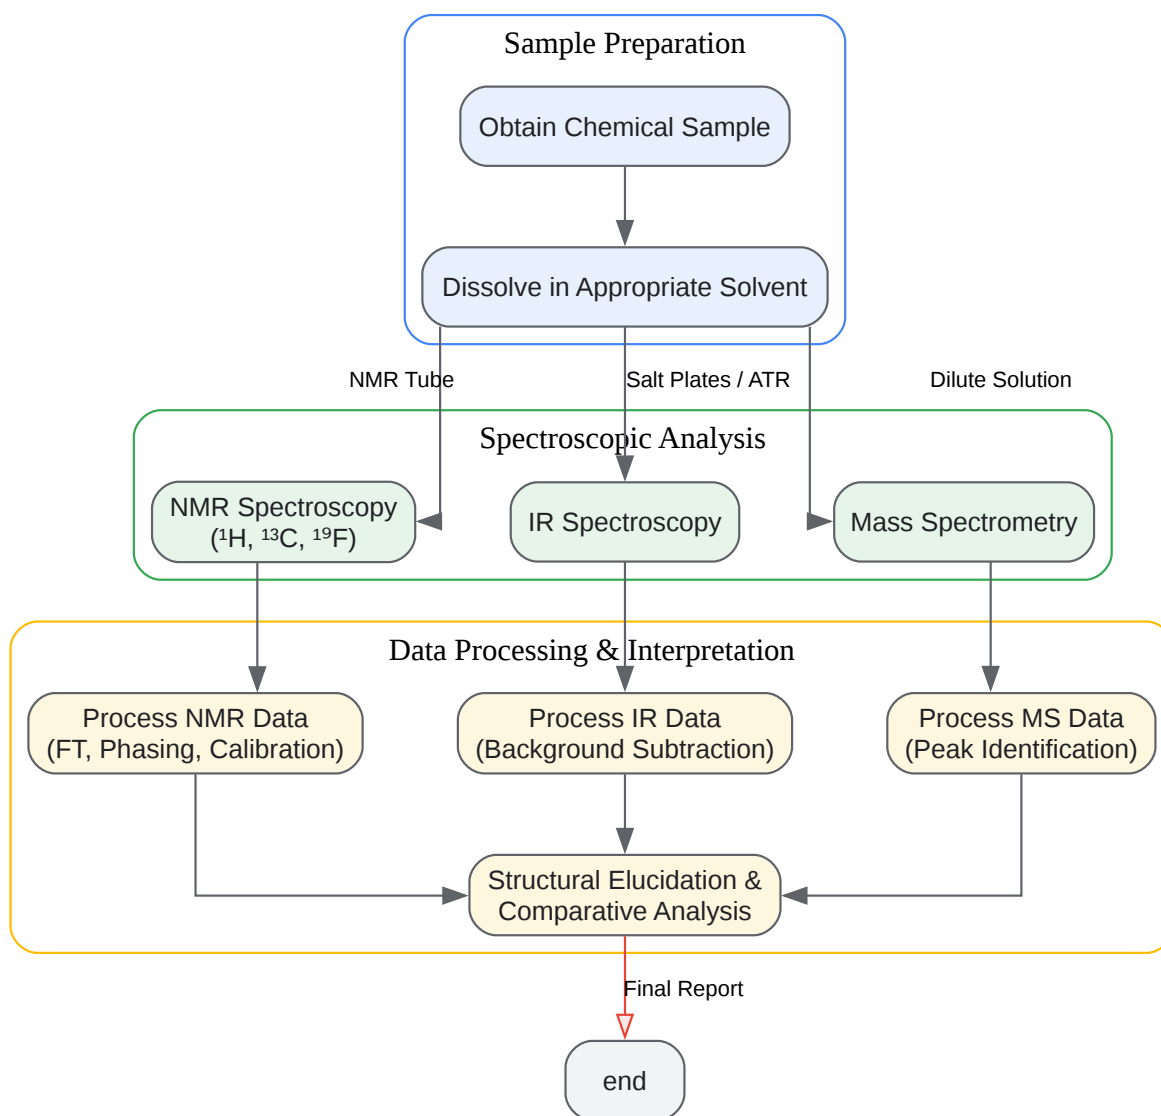 Sample Preparation
Obtain Chemical Sample
Dissolve in Appropriate Solvent
NMR Tube
Salt Plates / ATR
Dilute Solution
Spectroscopic Analysis
NMR Spectroscopy
(¹H, ¹³C, ¹⁹F)
IR Spectroscopy
Mass Spectrometry
Data Processing & Interpretation
Process NMR Data
(FT, Phasing, Calibration)
Process IR Data
(Background Subtraction)
Process MS Data
(Peak Identification)
Structural Elucidation &
Comparative Analysis
Final Report
end